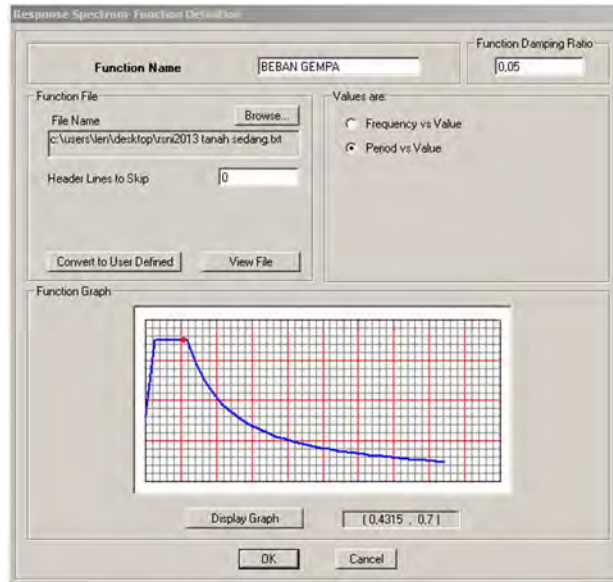 Response Spectrum Function Definition
Function Damping Ratio
Function Name
BEBAN GEMPA
0,05
Function File
Values are:
File Name
Browse...
Frequency vs Value
c:\users\len\desktop\rsni2013 tanah sedang.txt
Period vs Value
Header Lines to Skip
0
Convert to User Defined
View File
Function Graph
Display Graph
( 0,4315 , 0,7 )
OK
Cancel